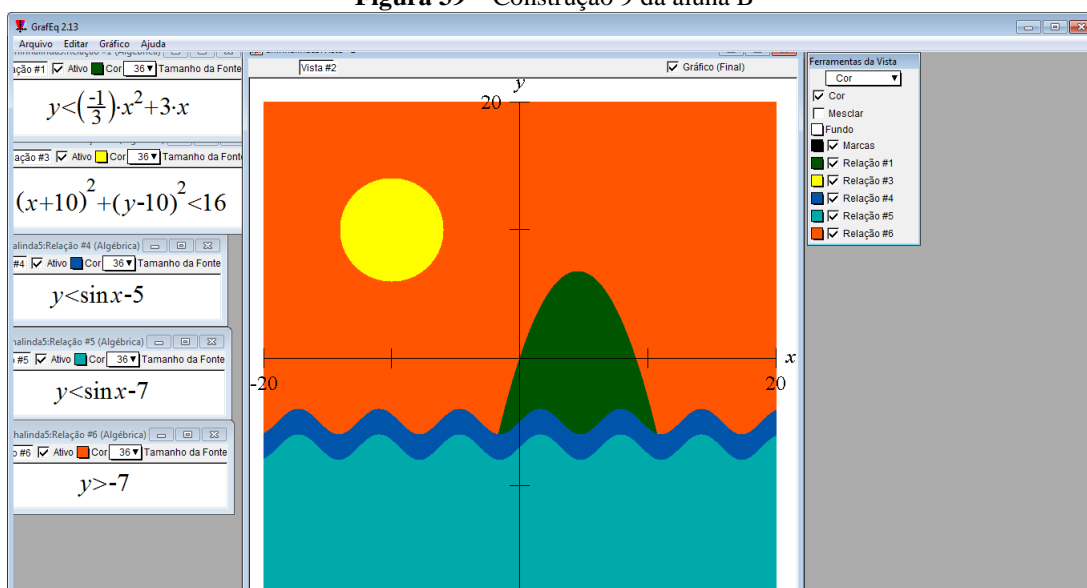 Figura 39 – Construção 9 da aluna B
GrafEq 2.13
Arquivo Editar Gráfico Ajuda
ação #1 Ativo Cor 36 Tamanho da Fonte
y<(-1/3)·x²+3·x
ação #3 Ativo Cor 36 Tamanho da Font
(x+10)²+(y-10)²<16
alinda5:Relação #4 (Algébrica)
#4 Ativo Cor 36 Tamanho da Fonte
y<sinx-5
alinda5:Relação #5 (Algébrica)
#5 Ativo Cor 36 Tamanho da Fonte
y<sinx-7
halinda5:Relação #6 (Algébrica)
#6 Ativo Cor 36 Tamanho da Fonte
y>-7
Vista #2
Gráfico (Final)
y
20
x
-20
20
Ferramentas da Vista
Cor
Cor
Mesclar
Fundo
Marcas
Relação #1
Relação #3
Relação #4
Relação #5
Relação #6